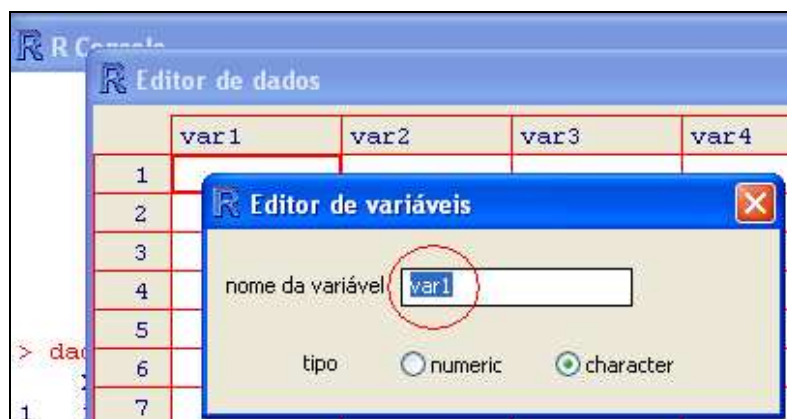 R R Console
R Editor de dados
var1 var2 var3 var4
1
2
R Editor de variáveis
3
4
nome da variável var1
5
> dad
6
tipo numeric character
7
1